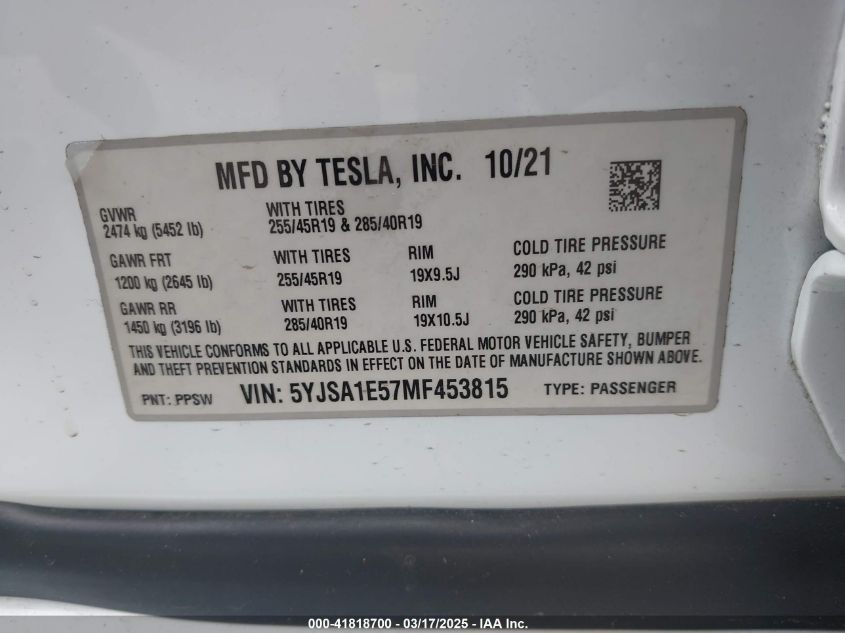 MFD BY TESLA, INC. 10/21
GVWR
2474 kg (5452 lb)
WITH TIRES
255/45R19 & 285/40R19
GAWR FRT
1200 kg (2645 lb)
WITH TIRES
255/45R19
RIM
19X9.5J
COLD TIRE PRESSURE
290 kPa, 42 psi
GAWR RR
1450 kg (3196 lb)
WITH TIRES
285/40R19
RIM
19X10.5J
COLD TIRE PRESSURE
290 kPa, 42 psi
THIS VEHICLE CONFORMS TO ALL APPLICABLE U.S. FEDERAL MOTOR VEHICLE SAFETY, BUMPER
AND THEFT PREVENTION STANDARDS IN EFFECT ON THE DATE OF MANUFACTURE SHOWN ABOVE.
PNT: PPSW VIN: 5YJSA1E57MF453815 TYPE: PASSENGER
000-41818700 - 03/17/2025 - IAA Inc.